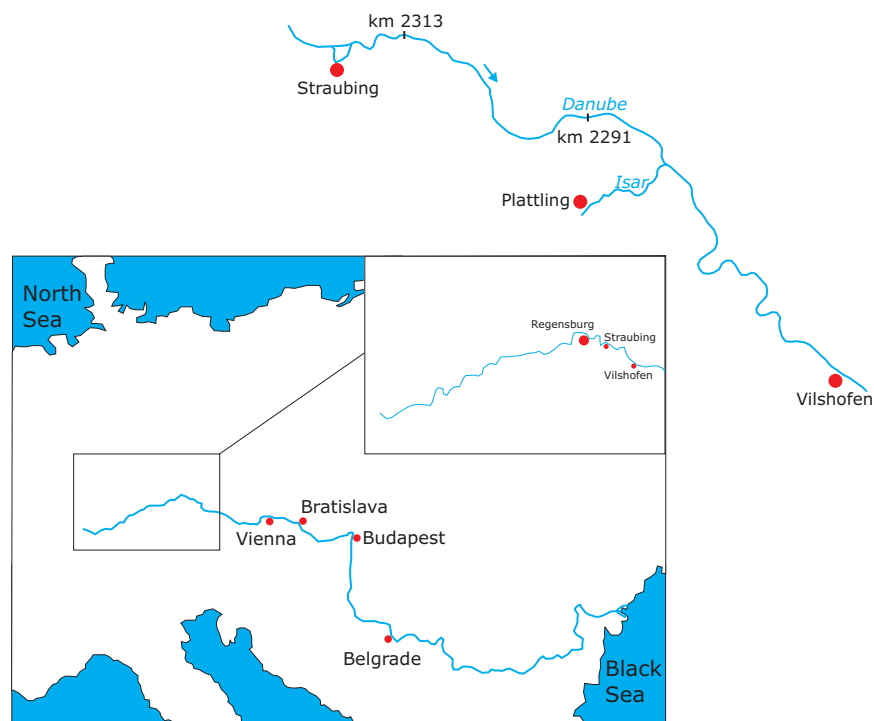 km 2313
Straubing
Danube
km 2291
Isar
Plattling
Vilshofen
North
Sea
Regensburg
Straubing
Vilshofen
Bratislava
Vienna
Budapest
Belgrade
Black
Sea